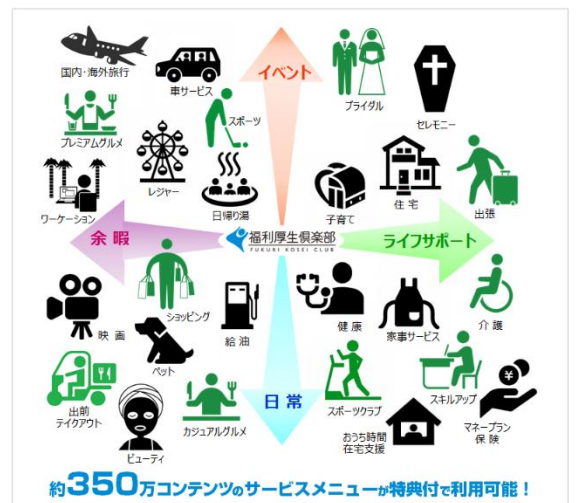 国内・海外旅行
車サービス
イベント
ブライダル
セレモニー
プレミアムグルメ
スポーツ
レジャー
日帰り湯
子育て
住宅
出張
ワーケーション
余暇
福利厚生倶楽部
FUKURI KOSEI CLUB
ライフサポート
映画
ショッピング
給油
健康
家事サービス
介護
ペット
出前
テイクアウト
ビューティ
カジュアルグルメ
日常
スポーツクラブ
おうち時間
在宅支援
スキルアップ
マネープラン
保険
¥
約350万コンテンツのサービスメニューが特典付で利用可能！